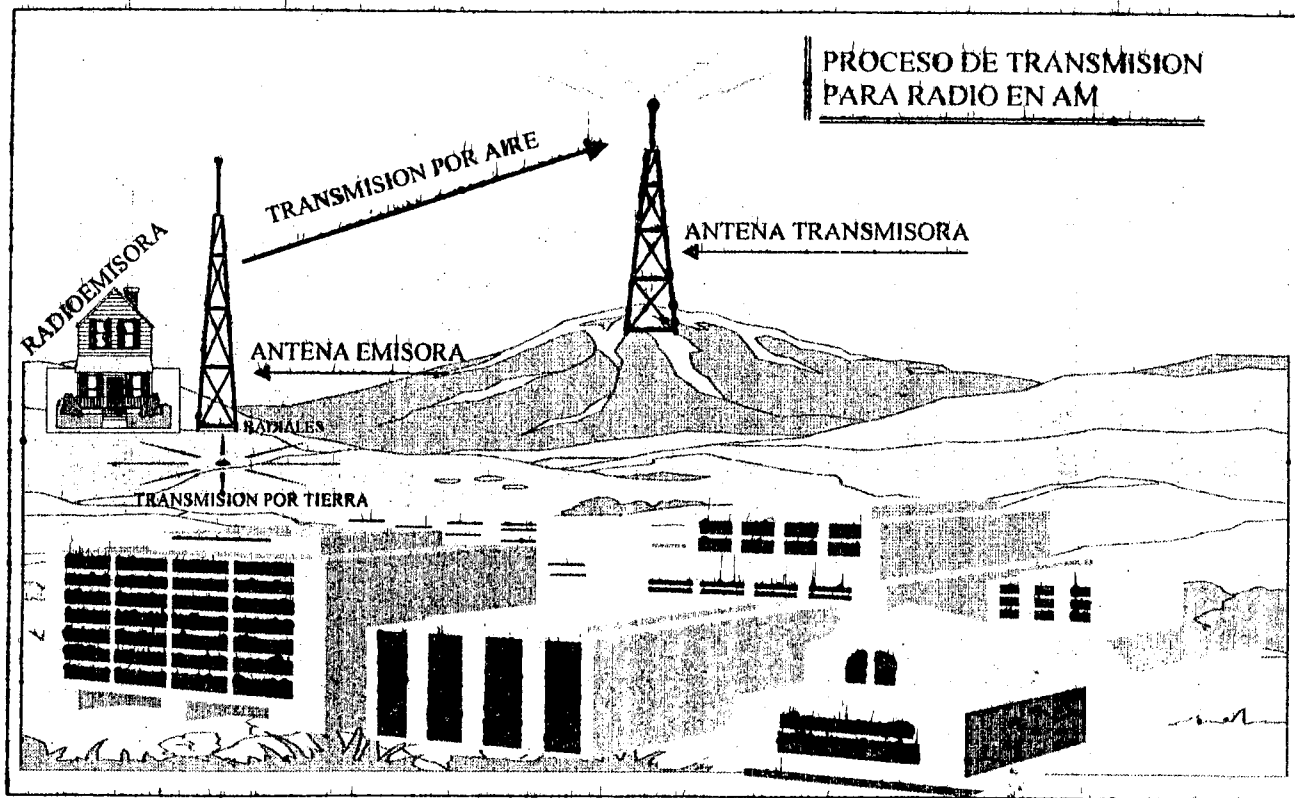 PROCESO DE TRANSMISION
PARA RADIO EN AM
TRANSMISION POR AIRE
ANTENA TRANSMISORA
RADIOEMISORA
ANTENA EMISORA
RADIALES
TRANSMISION POR TIERRA